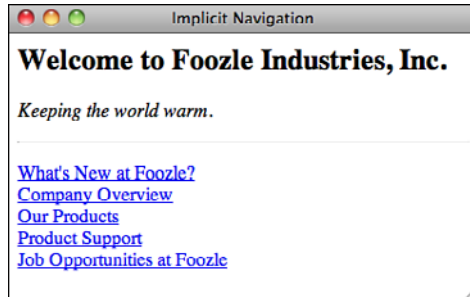 Implicit Navigation
Welcome to Foozle Industries, Inc.
Keeping the world warm.
What's New at Foozle?
Company Overview
Our Products
Product Support
Job Opportunities at Foozle